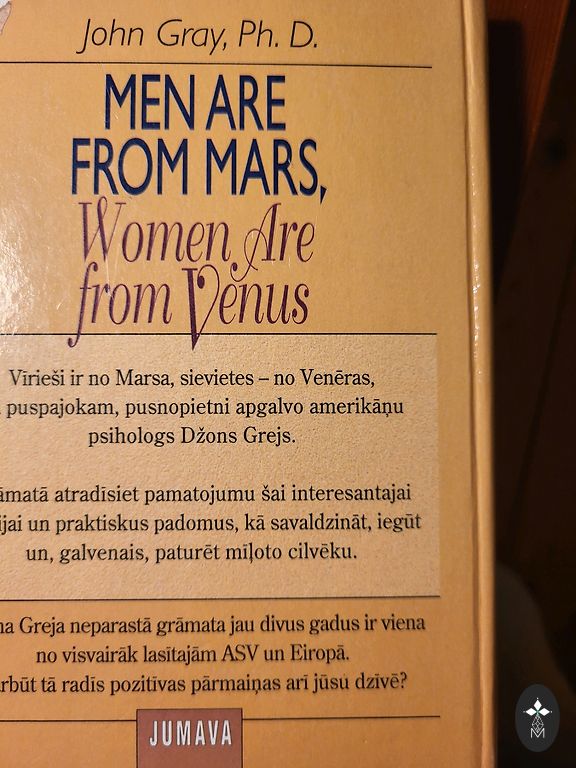 John Gray, Ph. D.
MEN ARE
FROM MARS,
Women Are
from Venus
Vīrieši ir no Marsa, sievietes – no Venēras,
puspajokam, pusnopietni apgalvo amerikāņu
psihologs Džons Grejs.
atradīsiet pamatojumu šai interesantajai
un praktiskus padomus, kā savaldzināt, iegūt
un, galvenais, paturēt mīļoto cilvēku.
Greja neparastā grāmata jau divus gadus ir viena
no visvairāk lasītajām ASV un Eiropā.
tā radīs pozitīvas pārmaiņas arī jūsu dzīvē?
JUMAVA